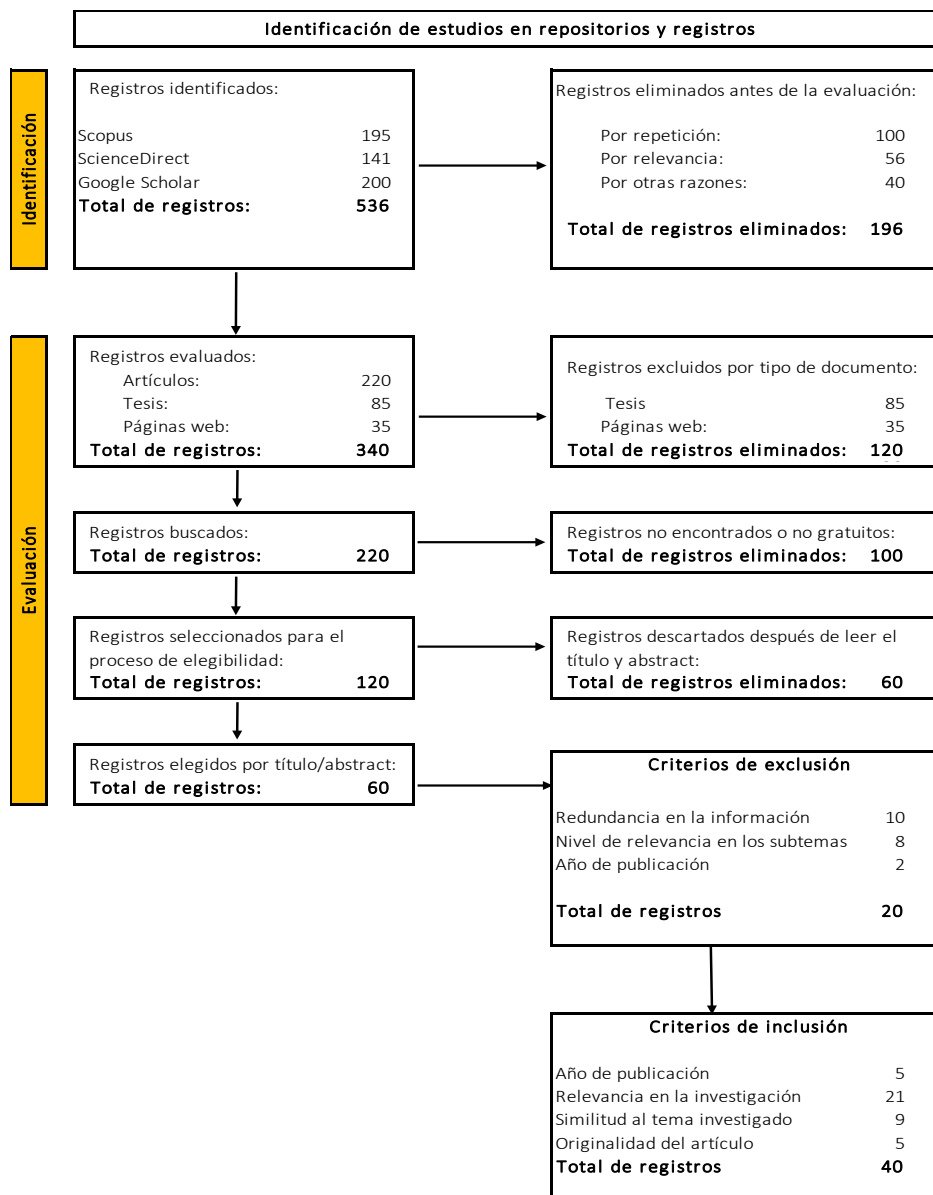 Identificación de estudios en repositorios y registros
Identificación
Registros identificados:
Scopus 195
ScienceDirect 141
Google Scholar 200
Total de registros: 536
Registros eliminados antes de la evaluación:
Por repetición: 100
Por relevancia: 56
Por otras razones: 40
Total de registros eliminados: 196
Evaluación
Registros evaluados:
Artículos: 220
Tesis: 85
Páginas web: 35
Total de registros: 340
Registros excluidos por tipo de documento:
Tesis 85
Páginas web: 35
Total de registros eliminados: 120
Registros buscados:
Total de registros: 220
Registros no encontrados o no gratuitos:
Total de registros eliminados: 100
Registros seleccionados para el
proceso de elegibilidad:
Total de registros: 120
Registros descartados después de leer el
título y abstract:
Total de registros eliminados: 60
Registros elegidos por título/abstract:
Total de registros: 60
Criterios de exclusión
Redundancia en la información 10
Nivel de relevancia en los subtemas 8
Año de publicación 2
Total de registros 20
Criterios de inclusión
Año de publicación 5
Relevancia en la investigación 21
Similitud al tema investigado 9
Originalidad del artículo 5
Total de registros 40